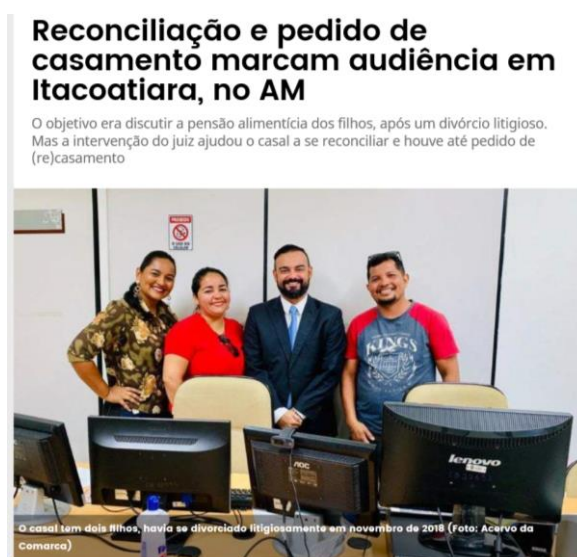 Reconciliação e pedido de
casamento marcam audiência em
Itacoatiara, no AM
O objetivo era discutir a pensão alimentícia dos filhos, após um divórcio litigioso.
Mas a intervenção do juiz ajudou o casal a se reconciliar e houve até pedido de
(re)casamento
PROIBIDO
KINGS
AOC
lenovo
O casal tem dois filhos, havia se divorciado litigiosamente em novembro de 2018 (Foto: Acervo da
Comarca)